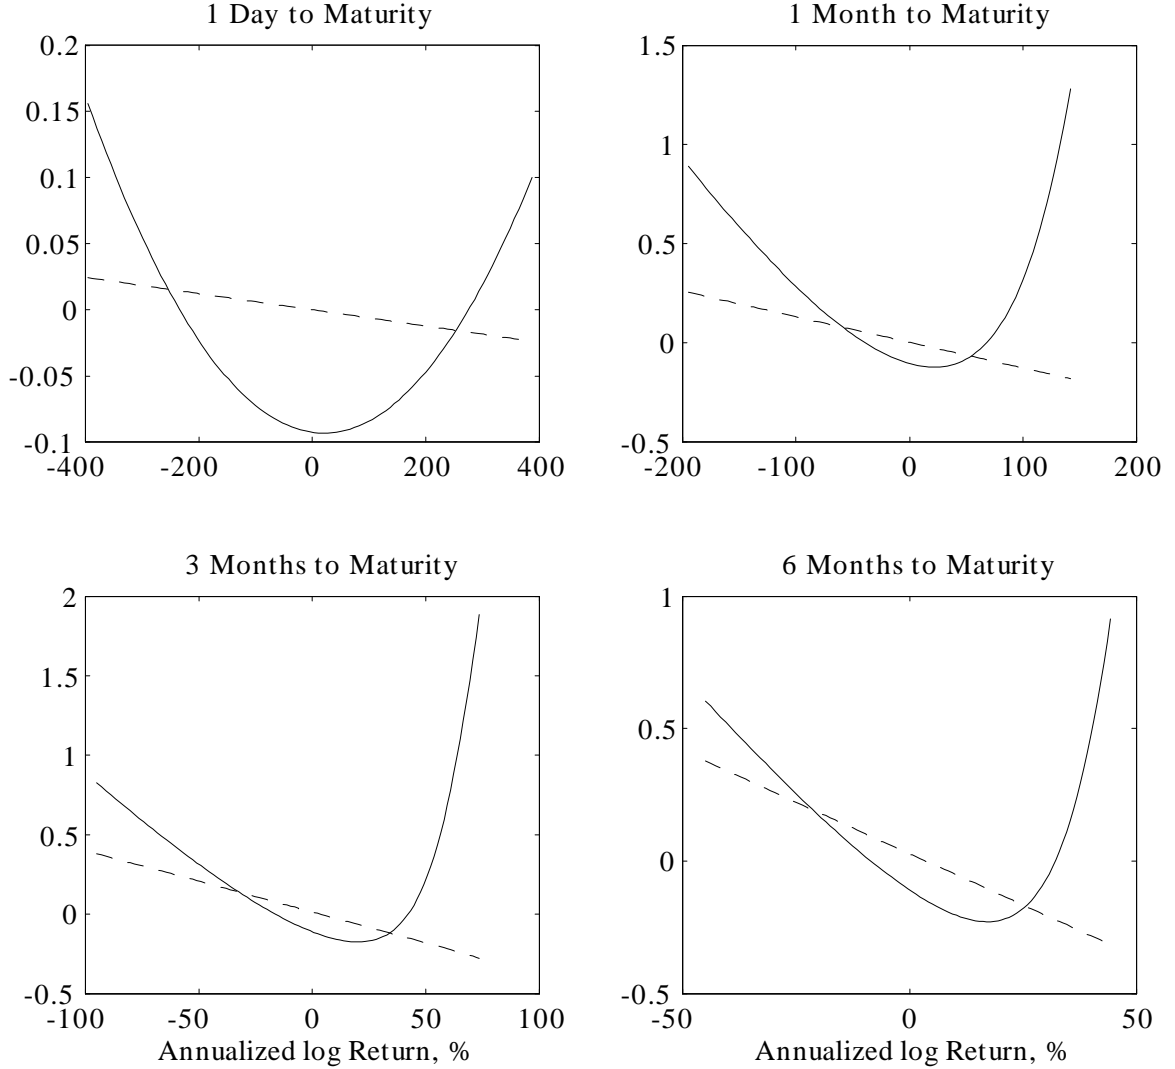 1 Day to Maturity
0.2
0.15
0.1
0.05
0
-0.05
-0.1
-400 -200 0 200 400
1 Month to Maturity
1.5
1
0.5
0
-0.5
-200 -100 0 100 200
3 Months to Maturity
2
1.5
1
0.5
0
-0.5
-100 -50 0 50 100
Annualized log Return, %
6 Months to Maturity
1
0.5
0
-0.5
-50 0 50
Annualized log Return, %